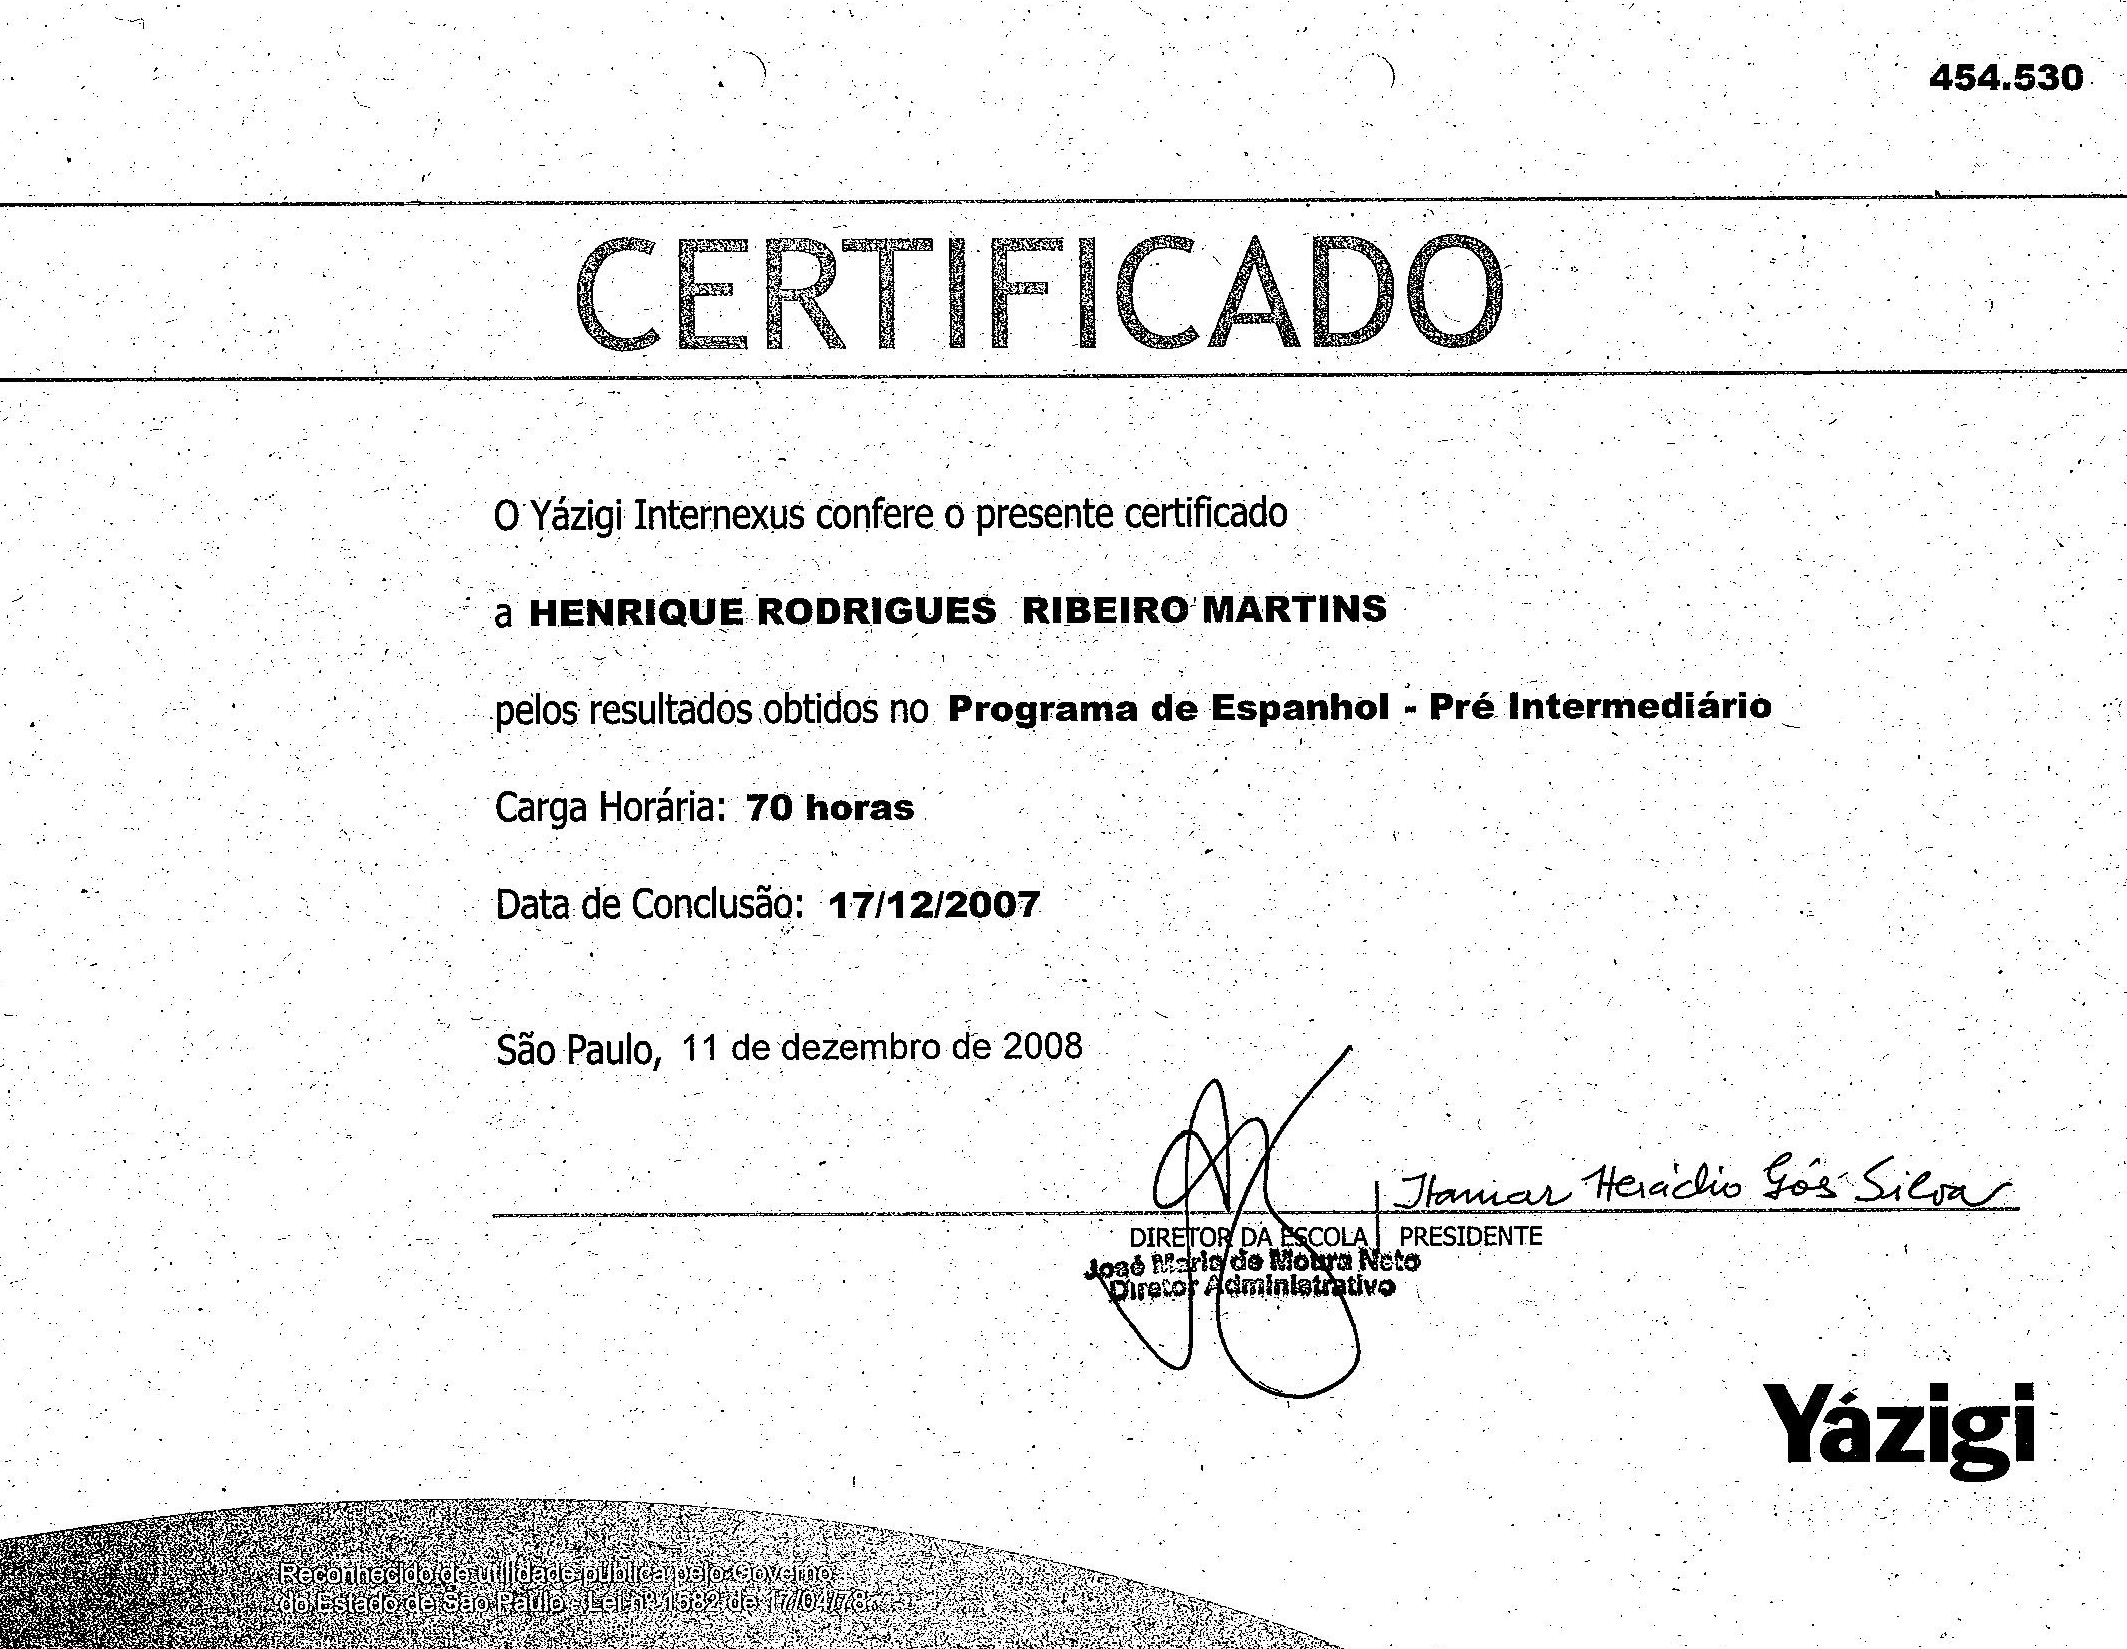 454.530
CERTIFICADO
O Yázigi Internexus confere o presente certificado
a HENRIQUE RODRIGUES RIBEIRO MARTINS
pelos resultados obtidos no Programa de Espanhol - Pré Intermediário
Carga Horária: 70 horas
Data de Conclusão: 17/12/2007
São Paulo, 11 de dezembro de 2008
Itamar Heráclio Góes Silva
DIRETOR DA ESCOLA PRESIDENTE
José Maria de Moura Neto
Diretor Administrativo
Yázigi
Reconhecido de utilidade pública pelo Governo
do Estado de São Paulo - Lei nº 1582 de 17/04/78